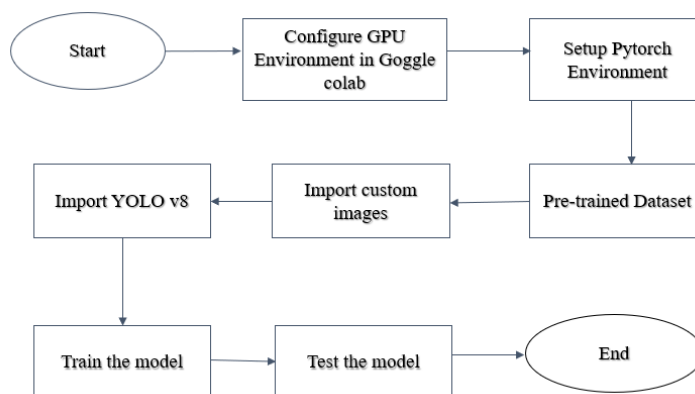 Start
Configure GPU
Environment in Goggle
colab
Setup Pytorch
Environment
Pre-trained Dataset
Import custom
images
Import YOLO v8
Train the model
Test the model
End